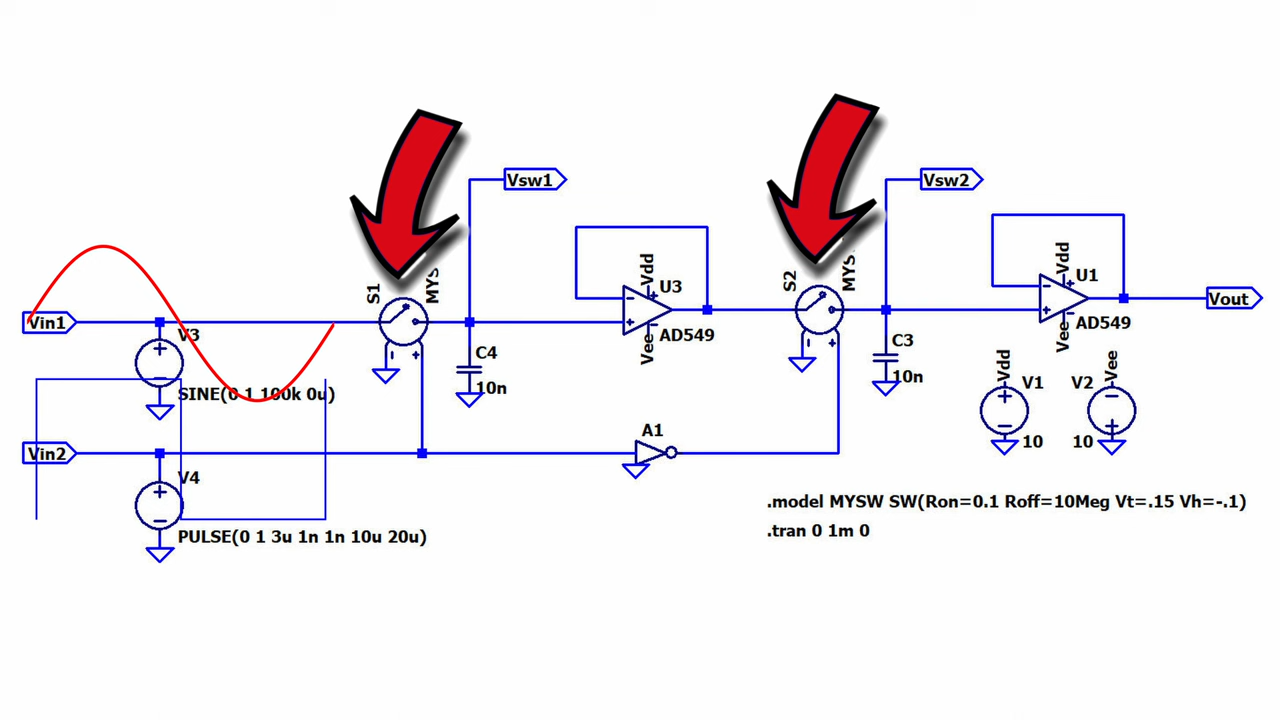 Vsw1
Vsw2
Vdd
U3
AD549
Vee
Vdd
U1
AD549
Vee
S1
MYS
S2
MYS
Vin1
V3
SINE(0 1 100k 0u)
C4
10n
C3
10n
Vout
Vdd
V1
10
Vee
V2
10
Vin2
V4
PULSE(0 1 3u 1n 1n 10u 20u)
A1
.model MYSW SW(Ron=0.1 Roff=10Meg Vt=.15 Vh=-.1)
.tran 0 1m 0